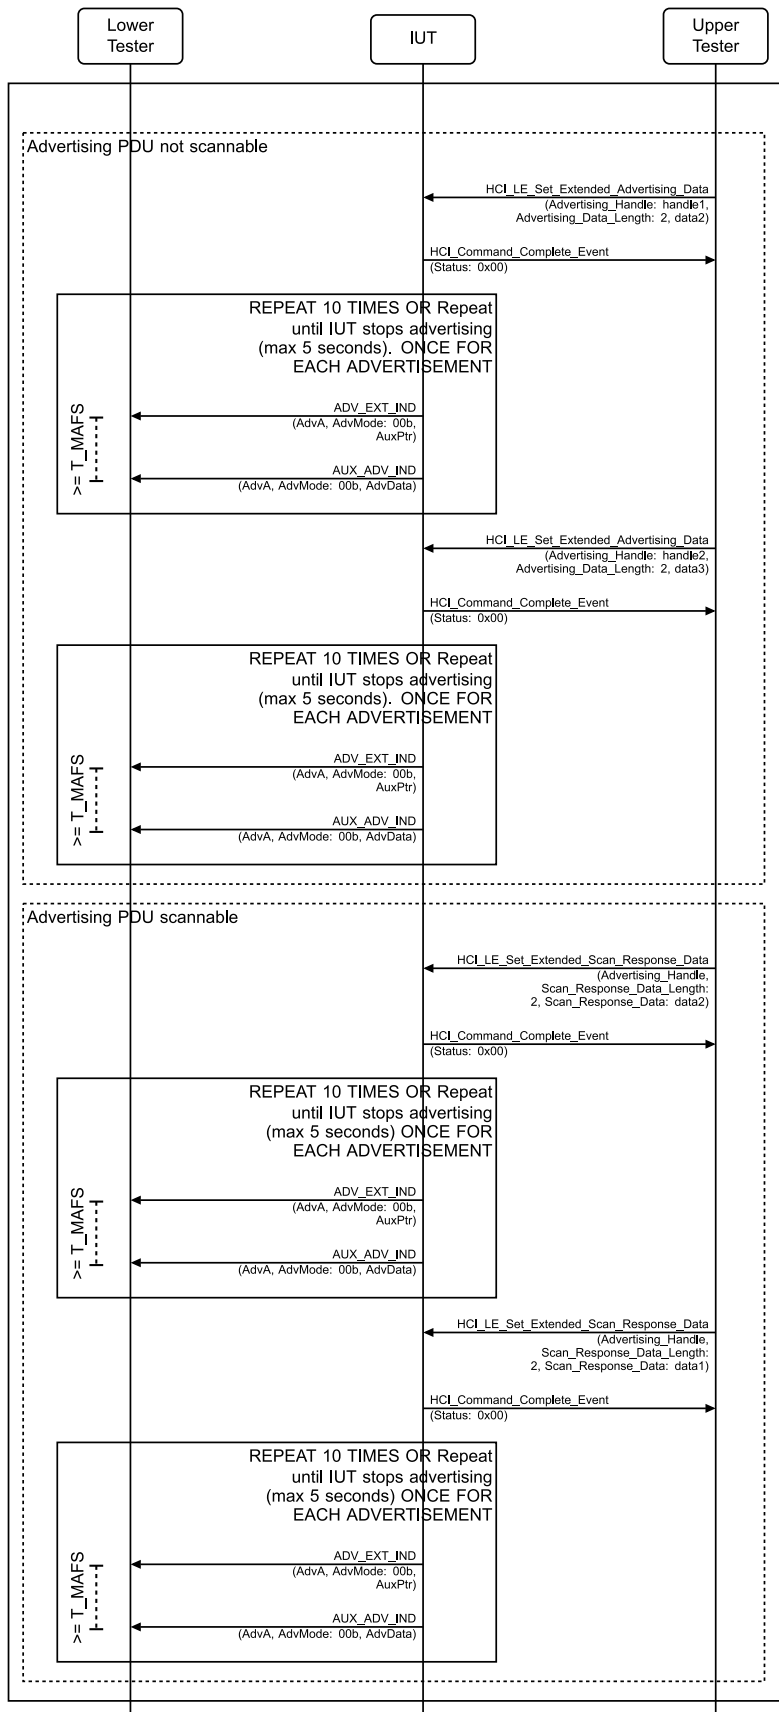 Lower
Tester
IUT
Upper
Tester
Advertising PDU not scannable
HCI_LE_Set_Extended_Advertising_Data
(Advertising_Handle: handle1,
Advertising_Data_Length: 2, data2)
HCI_Command_Complete_Event
(Status: 0x00)
REPEAT 10 TIMES OR Repeat
until IUT stops advertising
(max 5 seconds). ONCE FOR
EACH ADVERTISEMENT
>= T_MAFS
ADV_EXT_IND
(AdvA, AdvMode: 00b,
AuxPtr)
AUX_ADV_IND
(AdvA, AdvMode: 00b, AdvData)
HCI_LE_Set_Extended_Advertising_Data
(Advertising_Handle: handle2,
Advertising_Data_Length: 2, data3)
HCI_Command_Complete_Event
(Status: 0x00)
REPEAT 10 TIMES OR Repeat
until IUT stops advertising
(max 5 seconds). ONCE FOR
EACH ADVERTISEMENT
>= T_MAFS
ADV_EXT_IND
(AdvA, AdvMode: 00b,
AuxPtr)
AUX_ADV_IND
(AdvA, AdvMode: 00b, AdvData)
Advertising PDU scannable
HCI_LE_Set_Extended_Scan_Response_Data
(Advertising_Handle,
Scan_Response_Data_Length:
2, Scan_Response_Data: data2)
HCI_Command_Complete_Event
(Status: 0x00)
REPEAT 10 TIMES OR Repeat
until IUT stops advertising
(max 5 seconds) ONCE FOR
EACH ADVERTISEMENT
>= T_MAFS
ADV_EXT_IND
(AdvA, AdvMode: 00b,
AuxPtr)
AUX_ADV_IND
(AdvA, AdvMode: 00b, AdvData)
HCI_LE_Set_Extended_Scan_Response_Data
(Advertising_Handle,
Scan_Response_Data_Length:
2, Scan_Response_Data: data1)
HCI_Command_Complete_Event
(Status: 0x00)
REPEAT 10 TIMES OR Repeat
until IUT stops advertising
(max 5 seconds) ONCE FOR
EACH ADVERTISEMENT
>= T_MAFS
ADV_EXT_IND
(AdvA, AdvMode: 00b,
AuxPtr)
AUX_ADV_IND
(AdvA, AdvMode: 00b, AdvData)